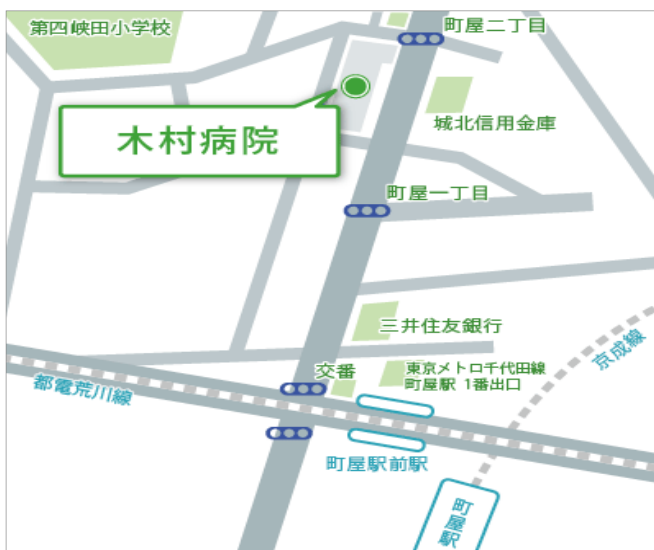 第四峡田小学校
町屋二丁目
城北信用金庫
木村病院
町屋一丁目
三井住友銀行
京成線
交番
東京メトロ千代田線
町屋駅 1番出口
都電荒川線
町屋駅前駅
町屋駅